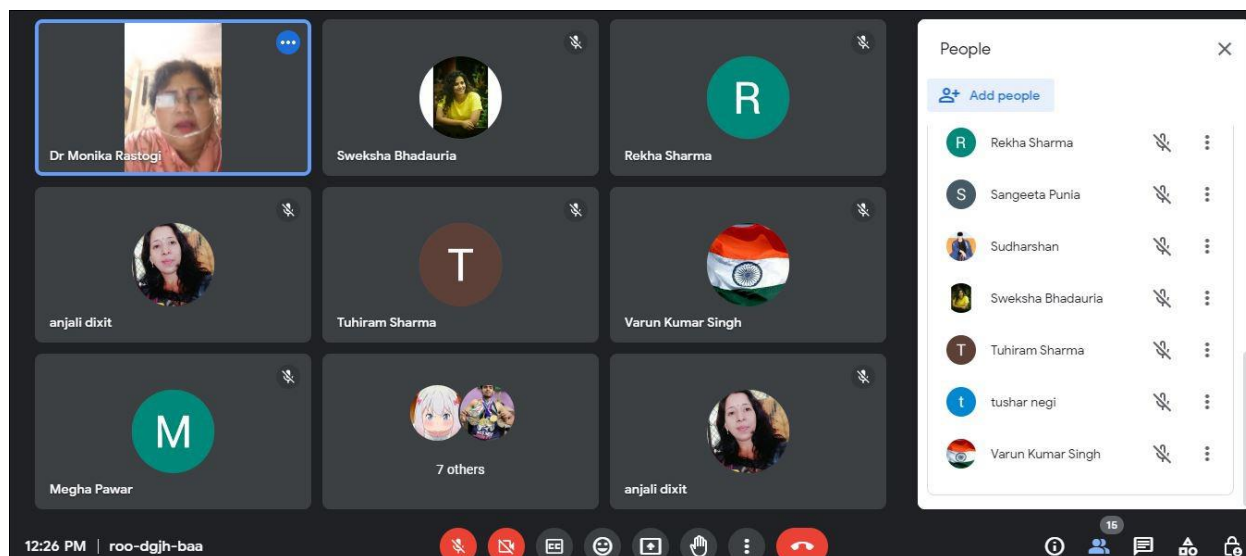 Dr Monika Rastogi
Sweksha Bhadauria
R
Rekha Sharma
anjali dixit
T
Tuhiram Sharma
Varun Kumar Singh
M
Megha Pawar
7 others
anjali dixit
People
Add people
R Rekha Sharma
S Sangeeta Punia
Sudharshan
Sweksha Bhadauria
T Tuhiram Sharma
t tushar negi
Varun Kumar Singh
12:26 PM | roo-dgjh-baa
CC
15